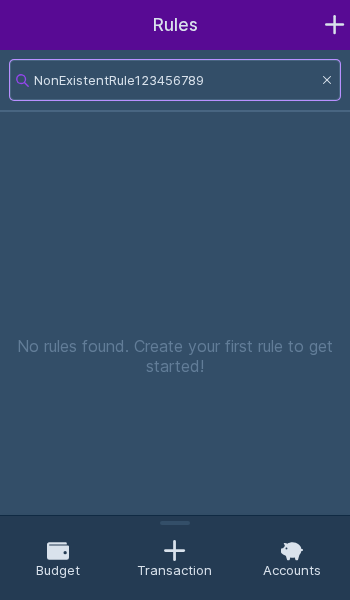 Rules
NonExistentRule123456789
No rules found. Create your first rule to get
started!
Budget
Transaction
Accounts